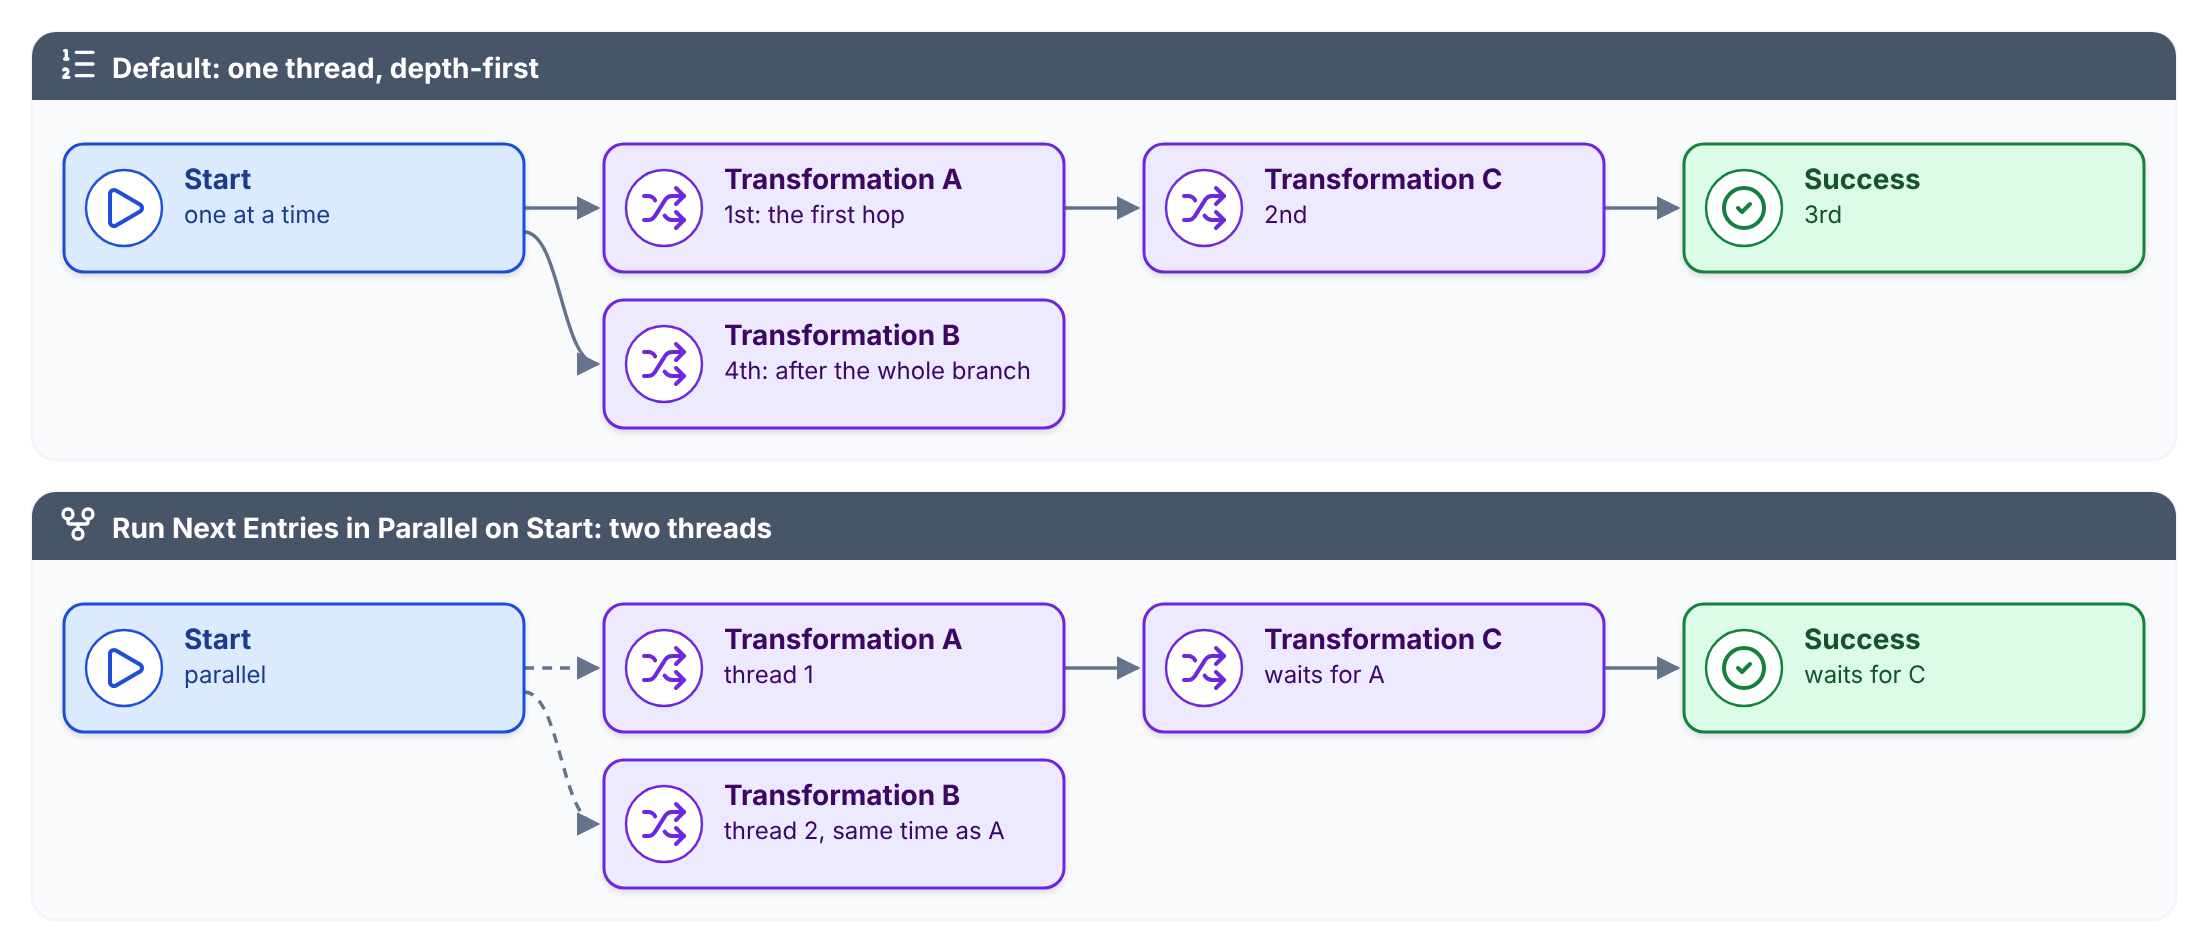 Default: one thread, depth-first
Start
one at a time
Transformation A
1st: the first hop
Transformation C
2nd
Success
3rd
Transformation B
4th: after the whole branch
Run Next Entries in Parallel on Start: two threads
Start
parallel
Transformation A
thread 1
Transformation C
waits for A
Success
waits for C
Transformation B
thread 2, same time as A